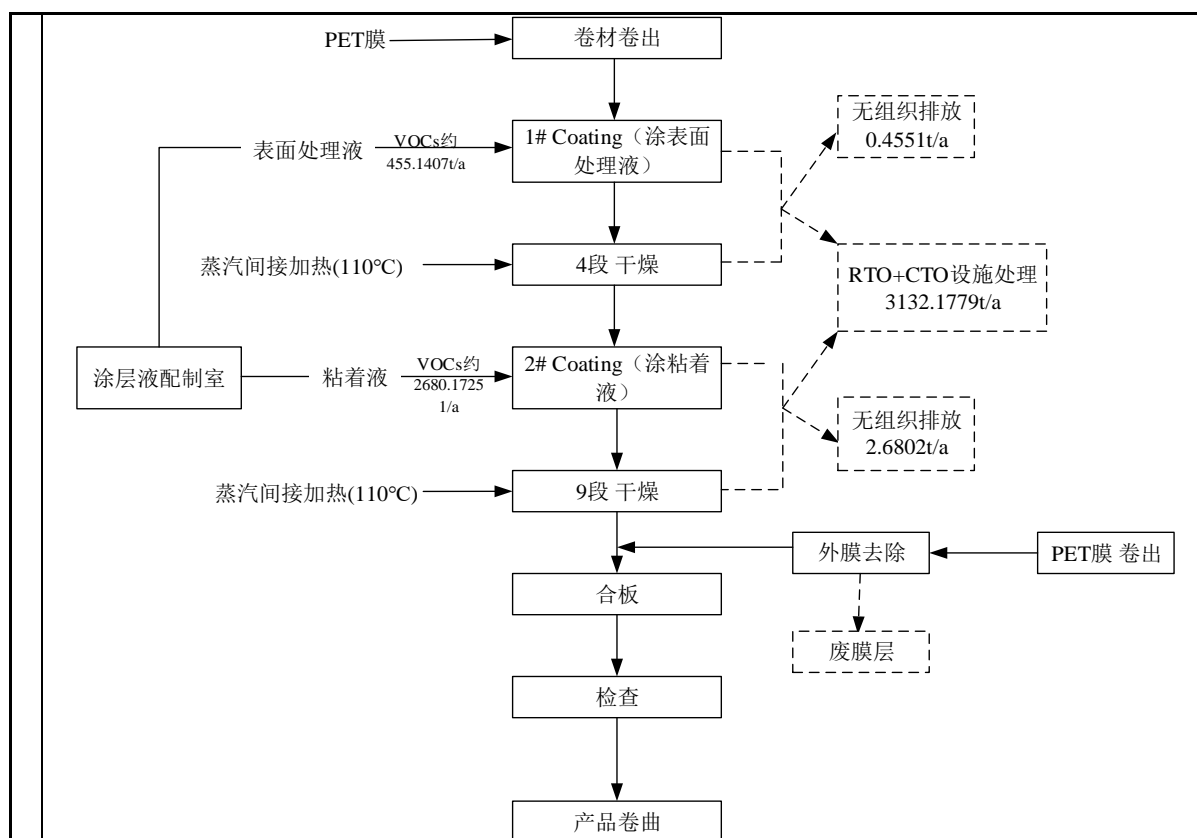 PET膜
卷材卷出
无组织排放
0.4551t/a
表面处理液
VOCs约
455.1407t/a
1# Coating（涂表面
处理液）
蒸汽间接加热(110℃)
4段 干燥
RTO+CTO设施处理
3132.1779t/a
涂层液配制室
粘着液
VOCs约
2680.1725
1/a
2# Coating（涂粘着
液）
无组织排放
2.6802t/a
蒸汽间接加热(110℃)
9段 干燥
外膜去除
PET膜 卷出
合板
废膜层
检查
产品卷曲